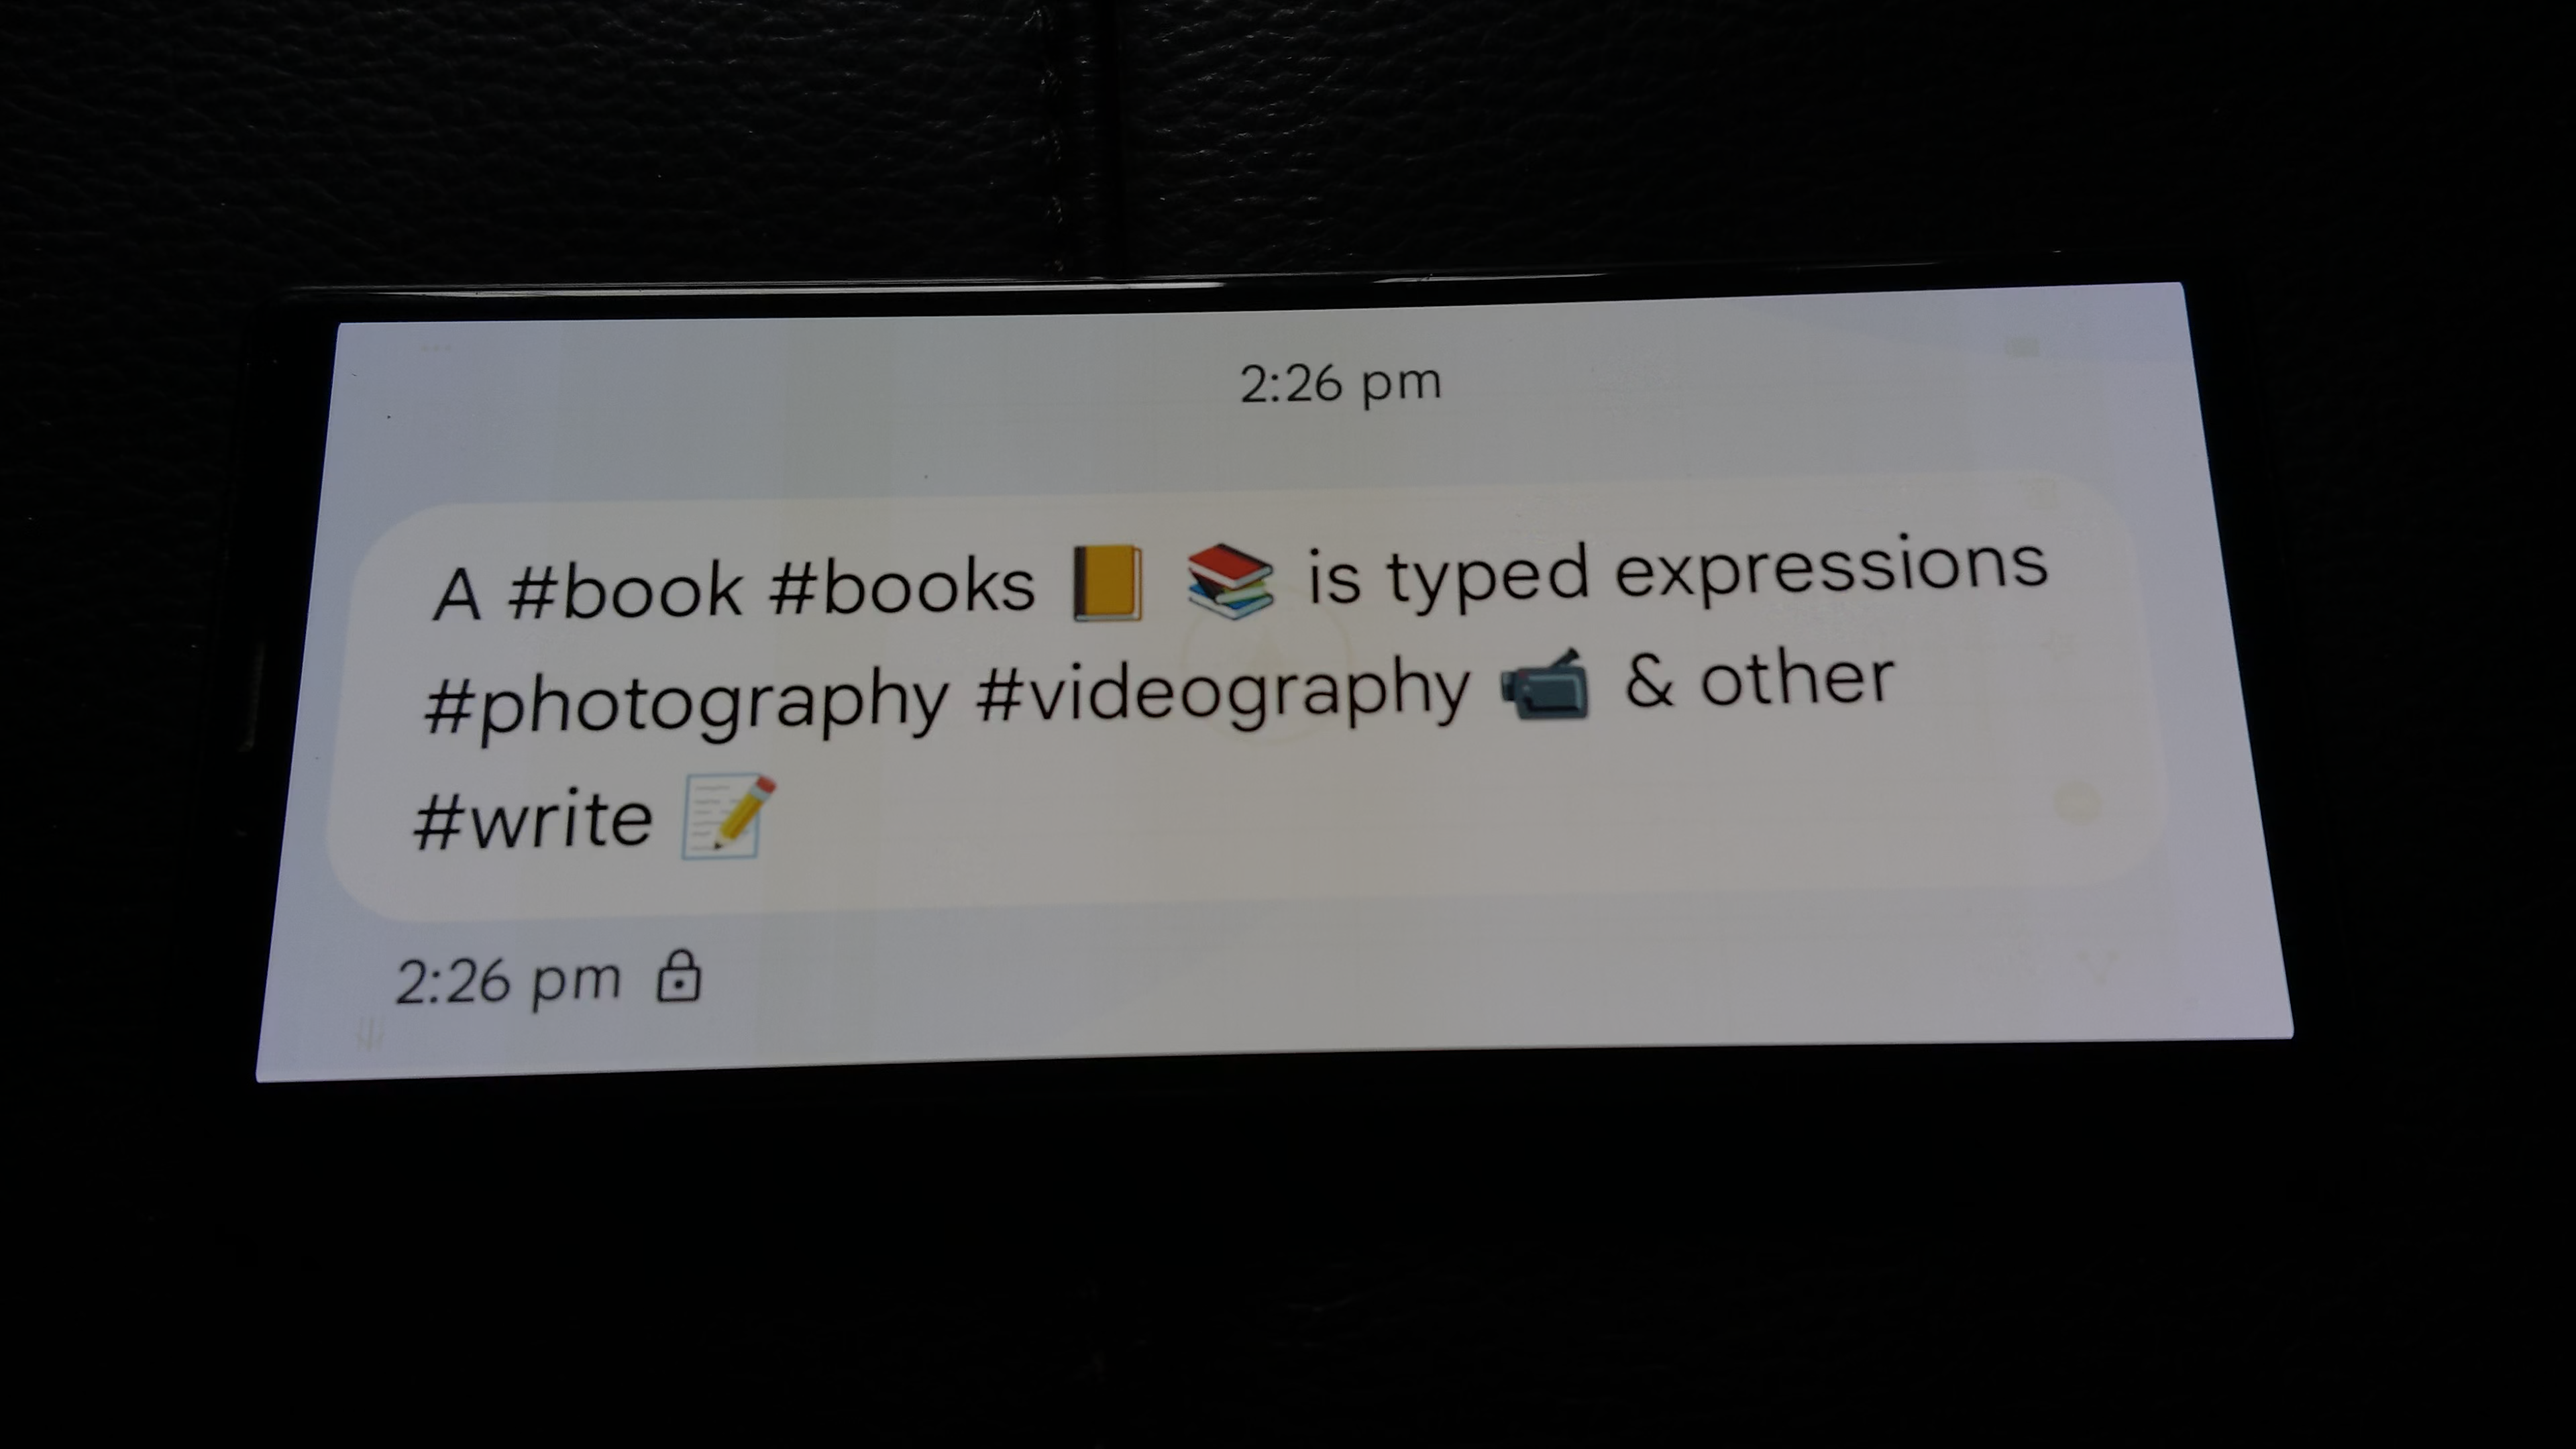 2:26 pm
A #book #books 📙 📚 is typed expressions
#photography #videography 📹 & other
#write 📝
2:26 pm